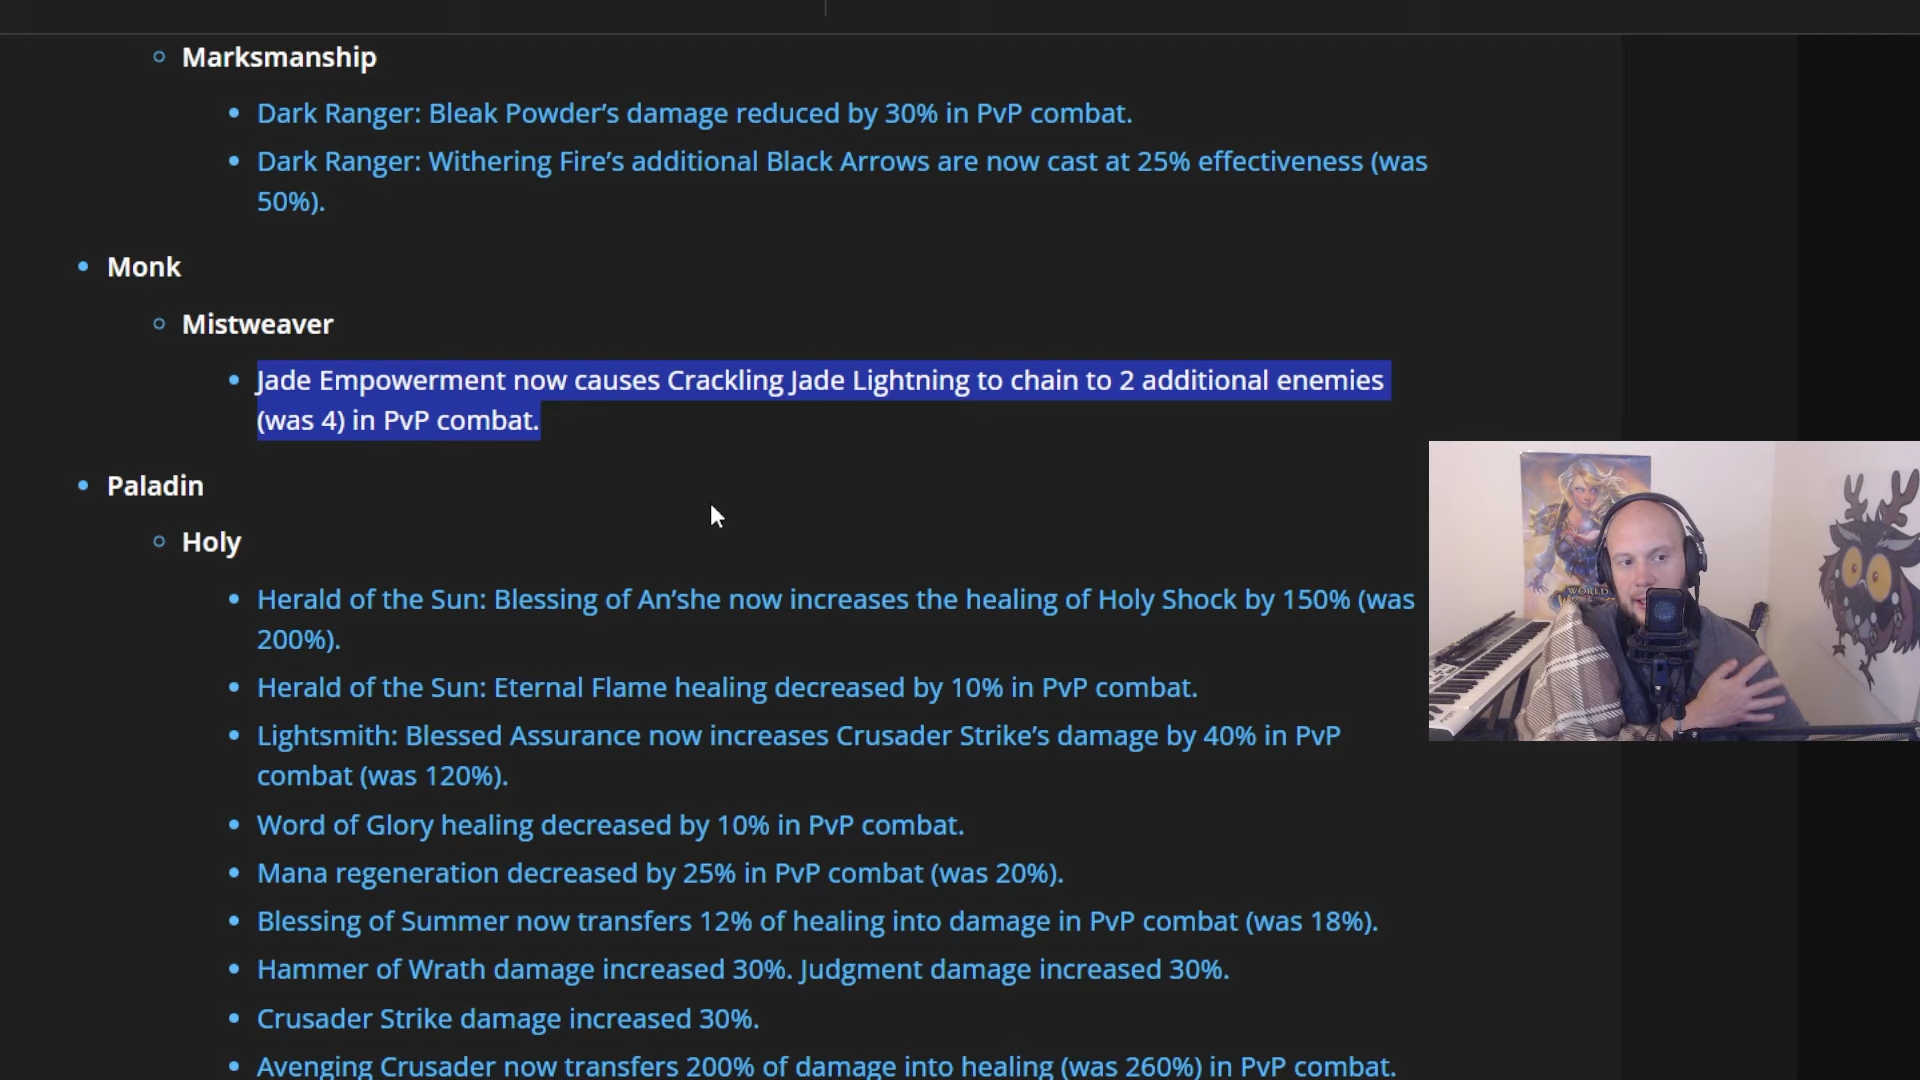 Marksmanship
Dark Ranger: Bleak Powder’s damage reduced by 30% in PvP combat.
Dark Ranger: Withering Fire’s additional Black Arrows are now cast at 25% effectiveness (was
50%).
Monk
Mistweaver
Jade Empowerment now causes Crackling Jade Lightning to chain to 2 additional enemies
(was 4) in PvP combat.
Paladin
Holy
Herald of the Sun: Blessing of An’she now increases the healing of Holy Shock by 150% (was
200%).
Herald of the Sun: Eternal Flame healing decreased by 10% in PvP combat.
Lightsmith: Blessed Assurance now increases Crusader Strike’s damage by 40% in PvP
combat (was 120%).
Word of Glory healing decreased by 10% in PvP combat.
Mana regeneration decreased by 25% in PvP combat (was 20%).
Blessing of Summer now transfers 12% of healing into damage in PvP combat (was 18%).
Hammer of Wrath damage increased 30%. Judgment damage increased 30%.
Crusader Strike damage increased 30%.
Avenging Crusader now transfers 200% of damage into healing (was 260%) in PvP combat.
WORLD